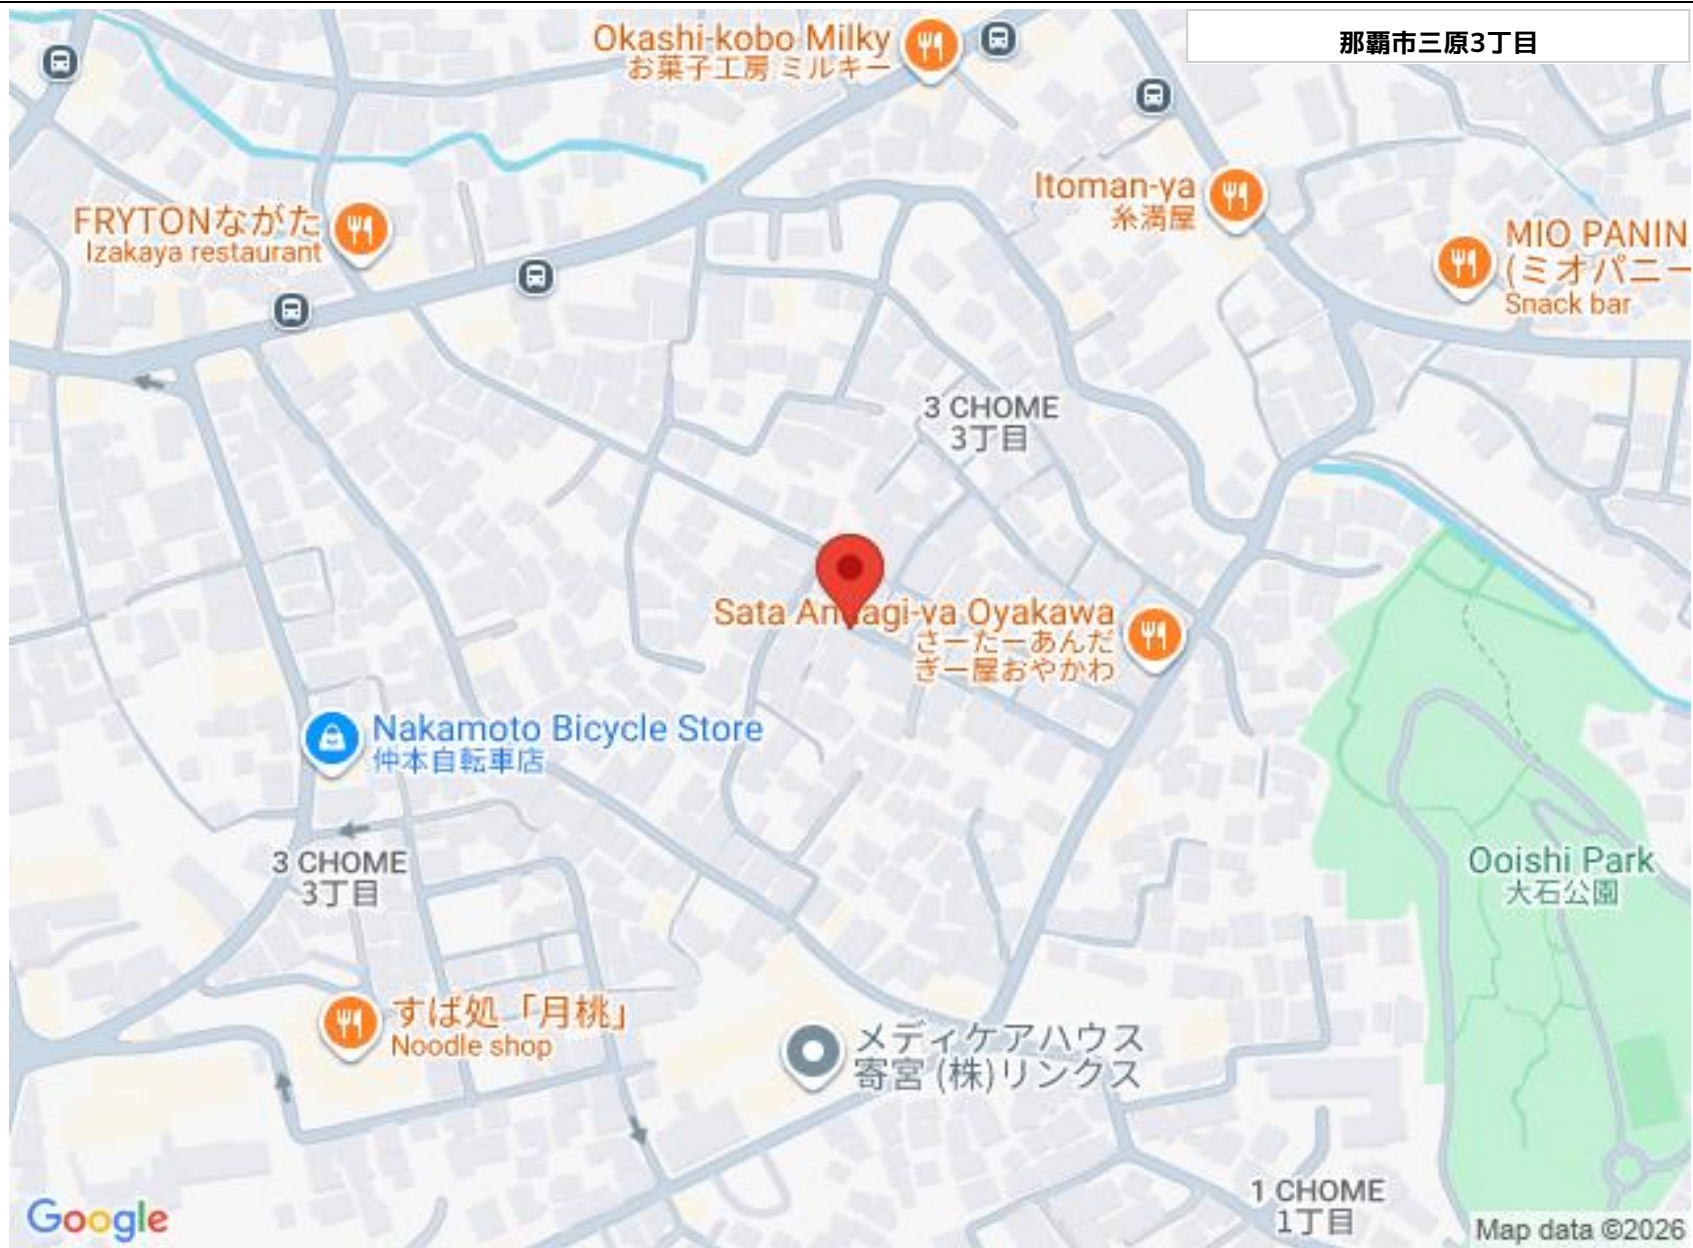 那覇市三原3丁目
Okashi-kobo Milky
お菓子工房 ミルキー
Itoman-ya
糸満屋
FRYTONながた
Izakaya restaurant
MIO PANIN
(ミオパニー
Snack bar
3 CHOME
3丁目
Sata Andagi-ya Oyakawa
さーたーあんだ
ぎー屋おやかわ
Nakamoto Bicycle Store
仲本自転車店
3 CHOME
3丁目
Ooishi Park
大石公園
すば処「月桃」
Noodle shop
メディケアハウス
寄宮 (株)リンクス
1 CHOME
1丁目
Google
Map data ©2026